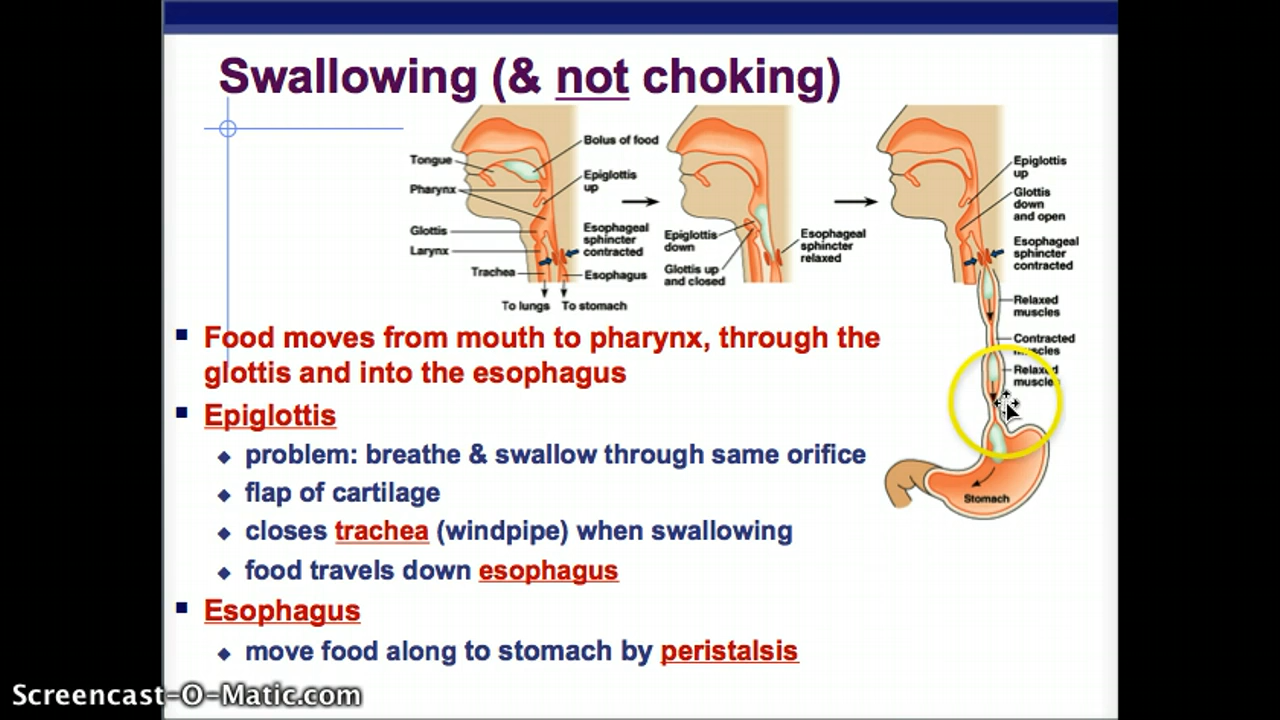 Swallowing (& not choking)
Tongue
Pharynx
Glottis
Larynx
Trachea
To lungs
To stomach
Bolus of food
Epiglottis
up
Esophageal
sphincter
contracted
Esophagus
Epiglottis
down
Glottis up
and closed
Esophageal
sphincter
relaxed
Epiglottis
up
Glottis
down
and open
Esophageal
sphincter
contracted
Relaxed
muscles
Contracted
muscles
Relaxed
muscles
Stomach
Food moves from mouth to pharynx, through the
glottis and into the esophagus
Epiglottis
problem: breathe & swallow through same orifice
flap of cartilage
closes trachea (windpipe) when swallowing
food travels down esophagus
Esophagus
move food along to stomach by peristalsis
Screencast-O-Matic.com